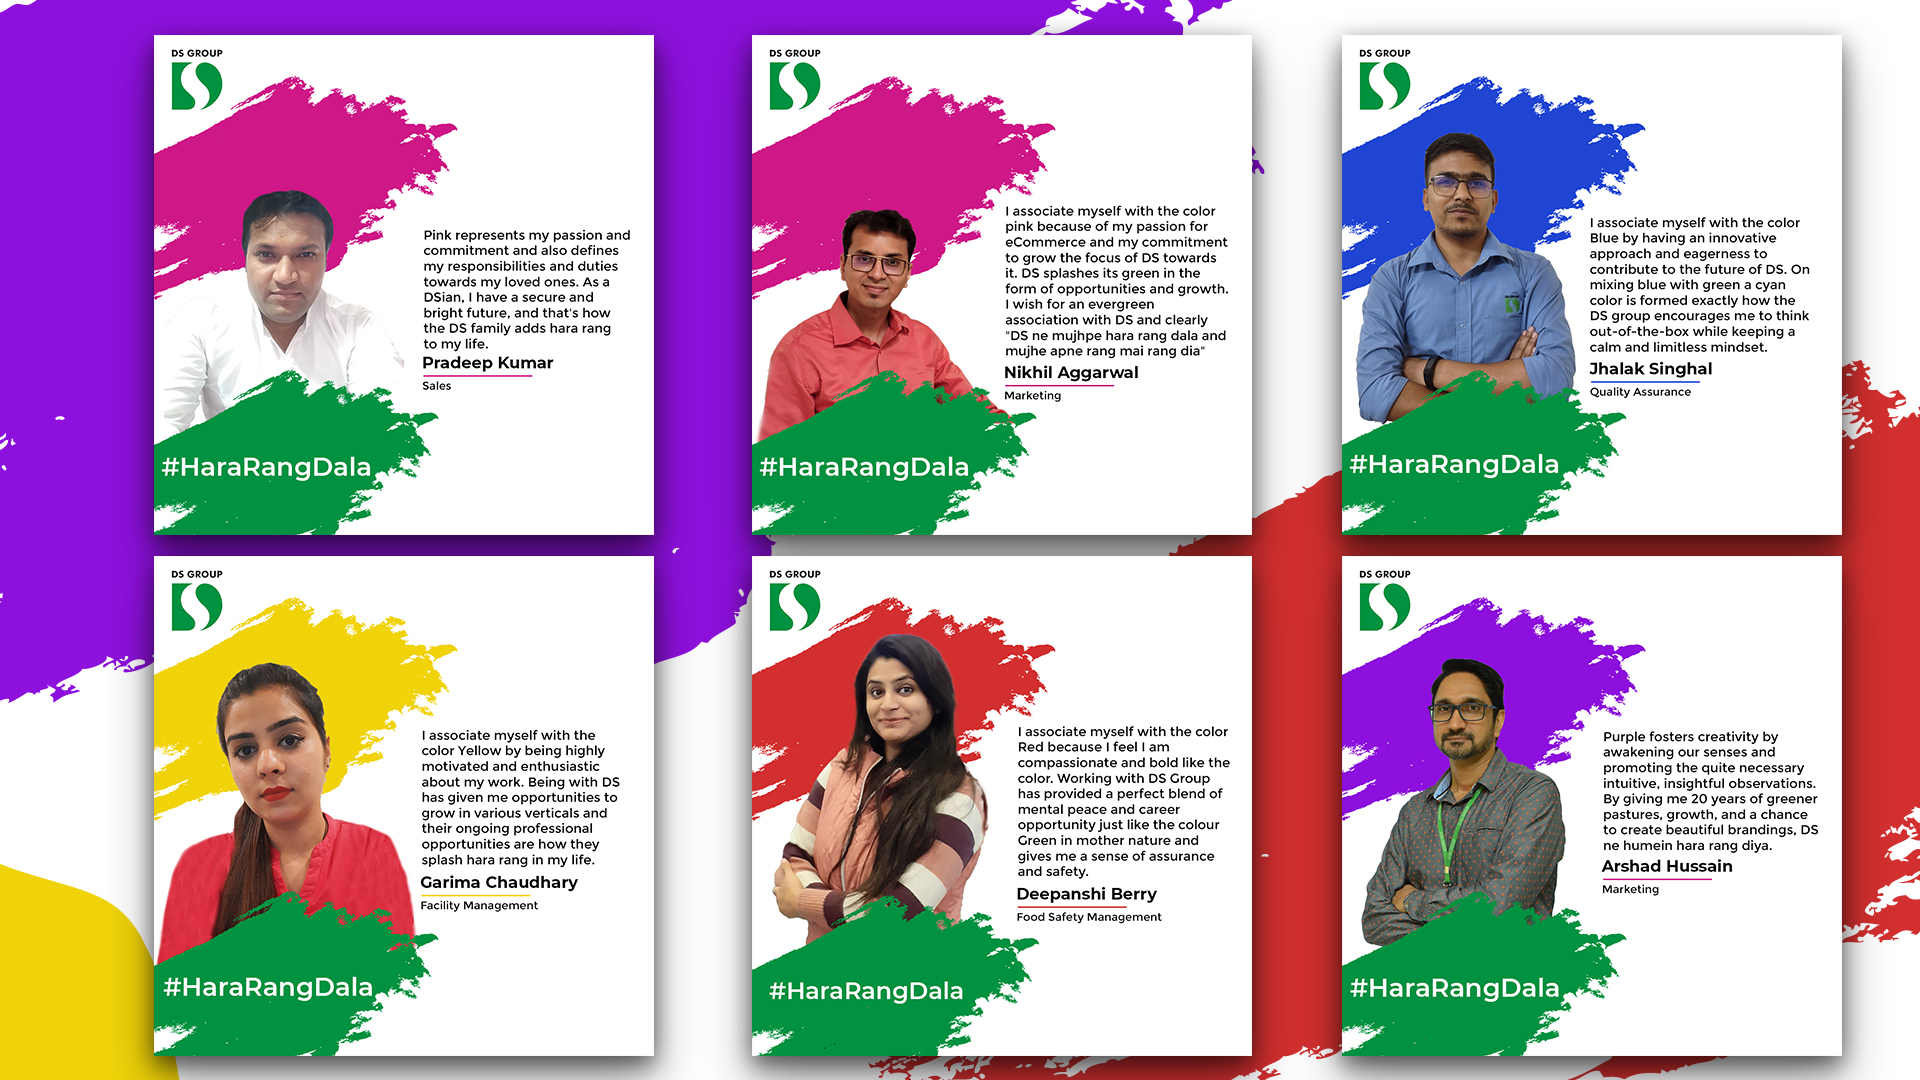 DS GROUP
Pink represents my passion and
commitment and also defines
my responsibilities and duties
towards my loved ones. As a
DSian, I have a secure and
bright future, and that's how
the DS family adds hara rang
to my life.
Pradeep Kumar
Sales
#HaraRangDala
DS GROUP
I associate myself with the color
pink because of my passion for
eCommerce and my commitment
to grow the focus of DS towards
it. DS splashes its green in the
form of opportunities and growth.
I wish for an evergreen
association with DS and clearly
"DS ne mujhpe hara rang dala and
mujhe apne rang mai rang dia"
Nikhil Aggarwal
Marketing
#HaraRangDala
DS GROUP
I associate myself with the color
Blue by having an innovative
approach and eagerness to
contribute to the future of DS. On
mixing blue with green a cyan
color is formed exactly how the
DS group encourages me to think
out-of-the-box while keeping a
calm and limitless mindset.
Jhalak Singhal
Quality Assurance
#HaraRangDala
DS GROUP
I associate myself with the
color Yellow by being highly
motivated and enthusiastic
about my work. Being with DS
has given me opportunities to
grow in various verticals and
their ongoing professional
opportunities are how they
splash hara rang in my life.
Garima Chaudhary
Facility Management
#HaraRangDala
DS GROUP
I associate myself with the color
Red because I feel I am
compassionate and bold like the
color. Working with DS Group
has provided a perfect blend of
mental peace and career
opportunity just like the colour
Green in mother nature and
gives me a sense of assurance
and safety.
Deepanshi Berry
Food Safety Management
#HaraRangDala
DS GROUP
Purple fosters creativity by
awakening our senses and
promoting the quite necessary
intuitive, insightful observations.
By giving me 20 years of greener
pastures, growth, and a chance
to create beautiful brandings, DS
ne humein hara rang diya.
Arshad Hussain
Marketing
#HaraRangDala